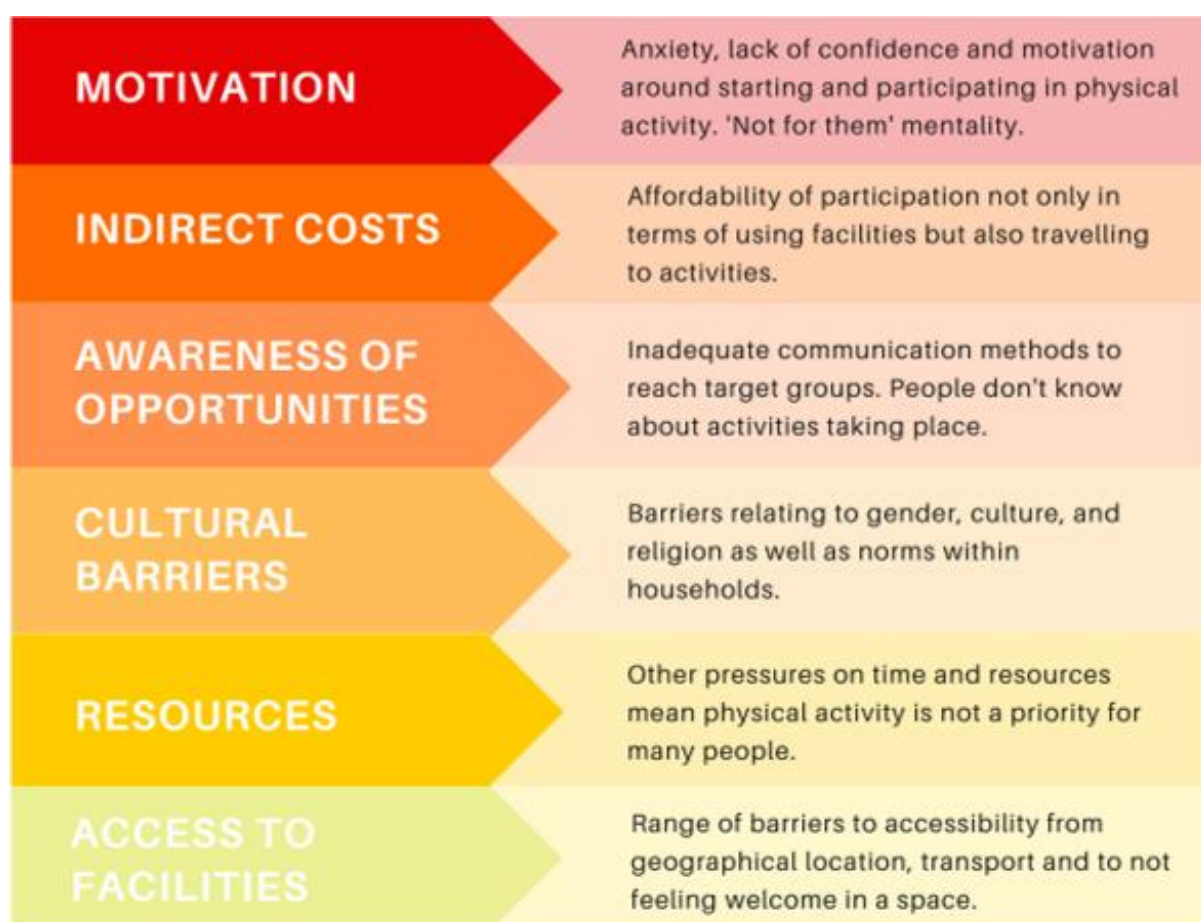 MOTIVATION
Anxiety, lack of confidence and motivation
around starting and participating in physical
activity. 'Not for them' mentality.
INDIRECT COSTS
Affordability of participation not only in
terms of using facilities but also travelling
to activities.
AWARENESS OF
OPPORTUNITIES
Inadequate communication methods to
reach target groups. People don't know
about activities taking place.
CULTURAL
BARRIERS
Barriers relating to gender, culture, and
religion as well as norms within
households.
RESOURCES
Other pressures on time and resources
mean physical activity is not a priority for
many people.
ACCESS TO
FACILITIES
Range of barriers to accessibility from
geographical location, transport and to not
feeling welcome in a space.